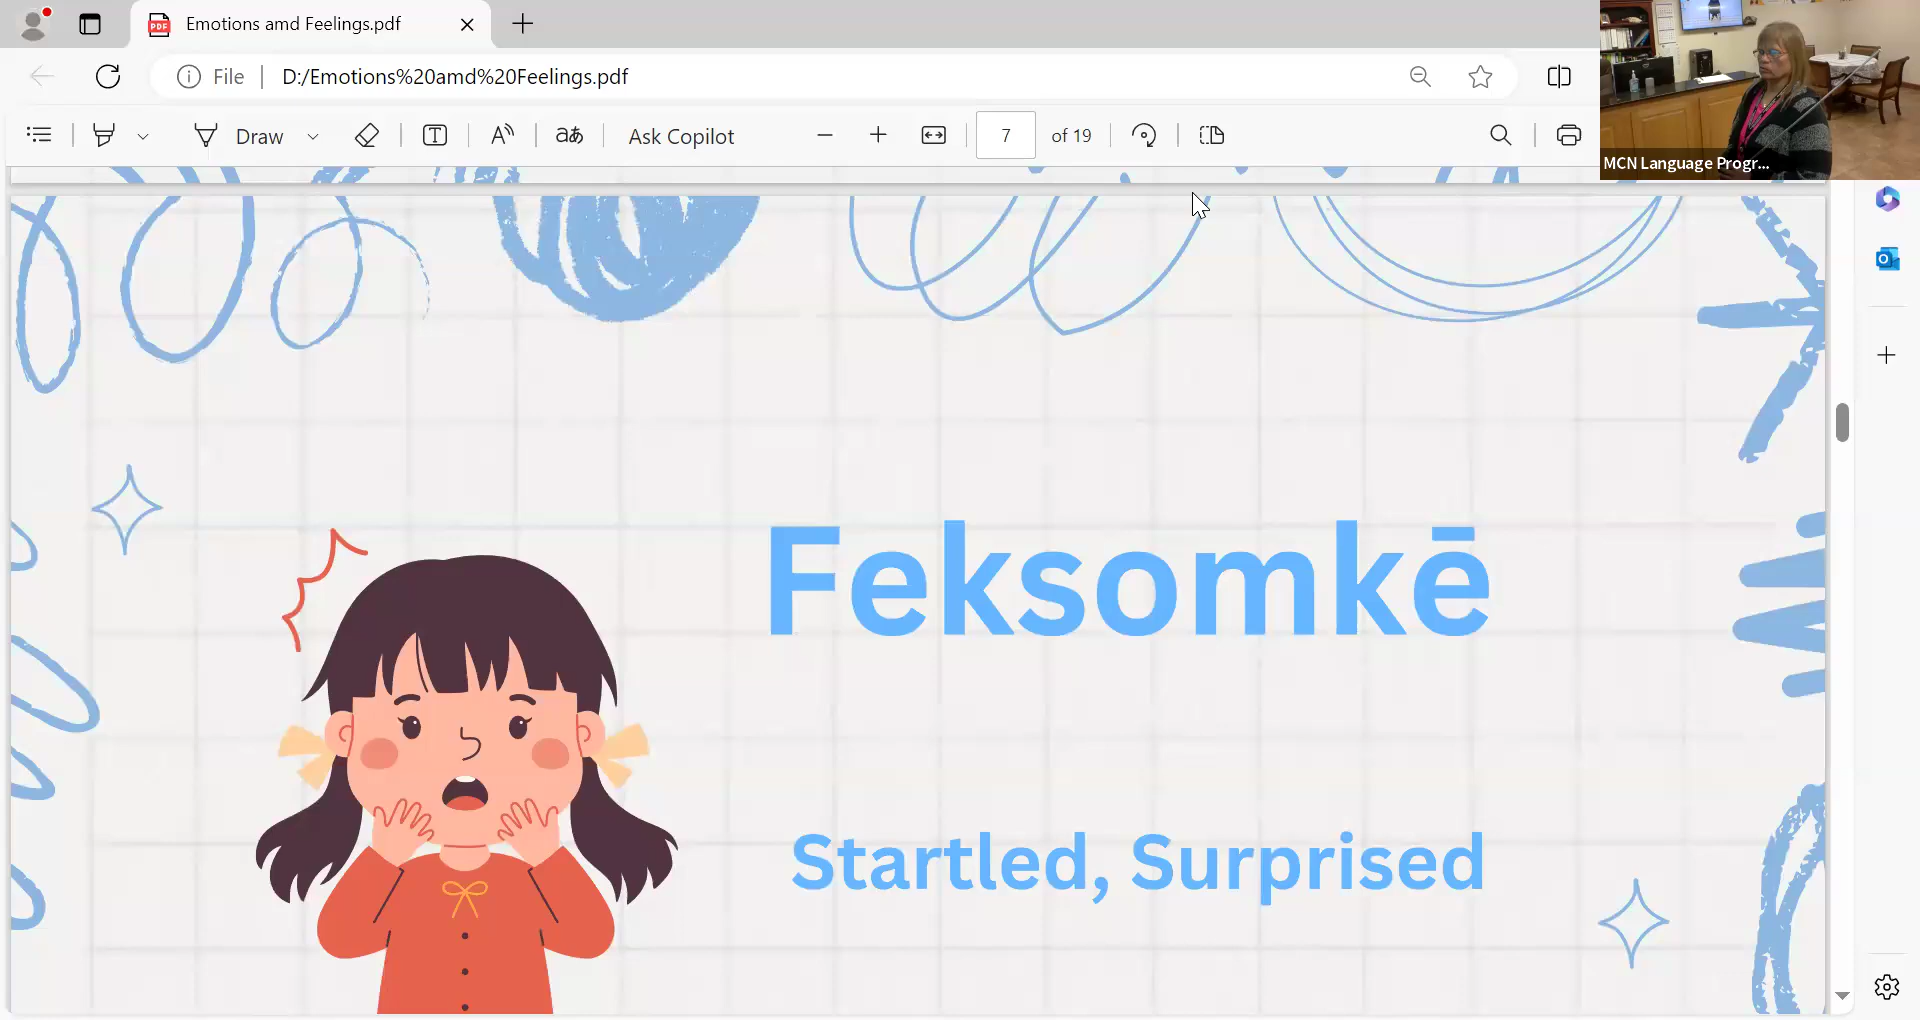 Emotions amd Feelings.pdf
File
D:/Emotions%20amd%20Feelings.pdf
Draw
Ask Copilot
7 of 19
MCN Language Progr...
Feksomkē
Startled, Surprised